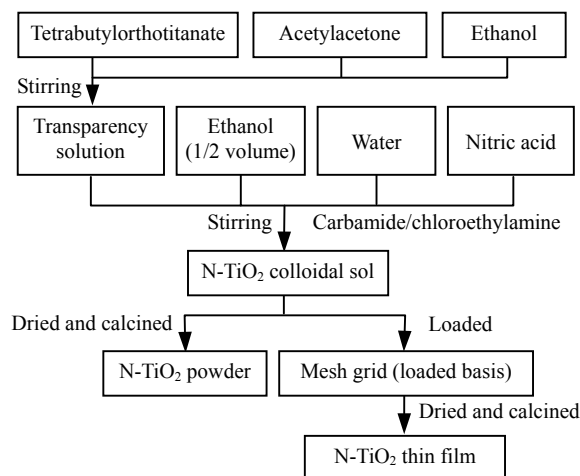 Tetrabutylorthotitanate
Acetylacetone
Ethanol
Stirring
Transparency
solution
Ethanol
(1/2 volume)
Water
Nitric acid
Stirring
Carbamide/chloroethylamine
N-TiO₂ colloidal sol
Dried and calcined
Loaded
N-TiO₂ powder
Mesh grid (loaded basis)
Dried and calcined
N-TiO₂ thin film